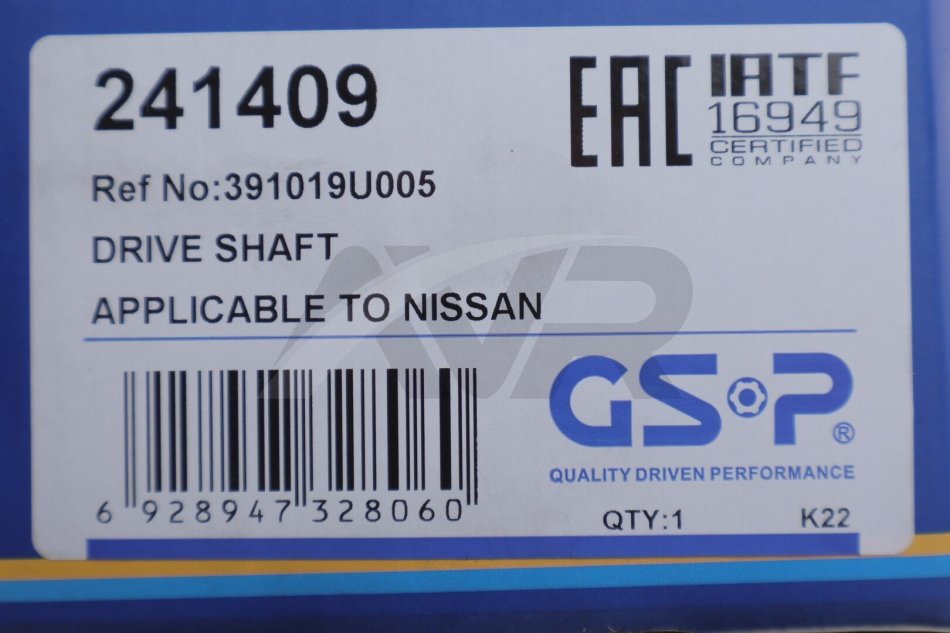 241409
EAC
IATF
16949
CERTIFIED
COMPANY
Ref No:391019U005
DRIVE SHAFT
APPLICABLE TO NISSAN
AVR
GSP®
QUALITY DRIVEN PERFORMANCE
6 928947 328060
QTY:1
K22